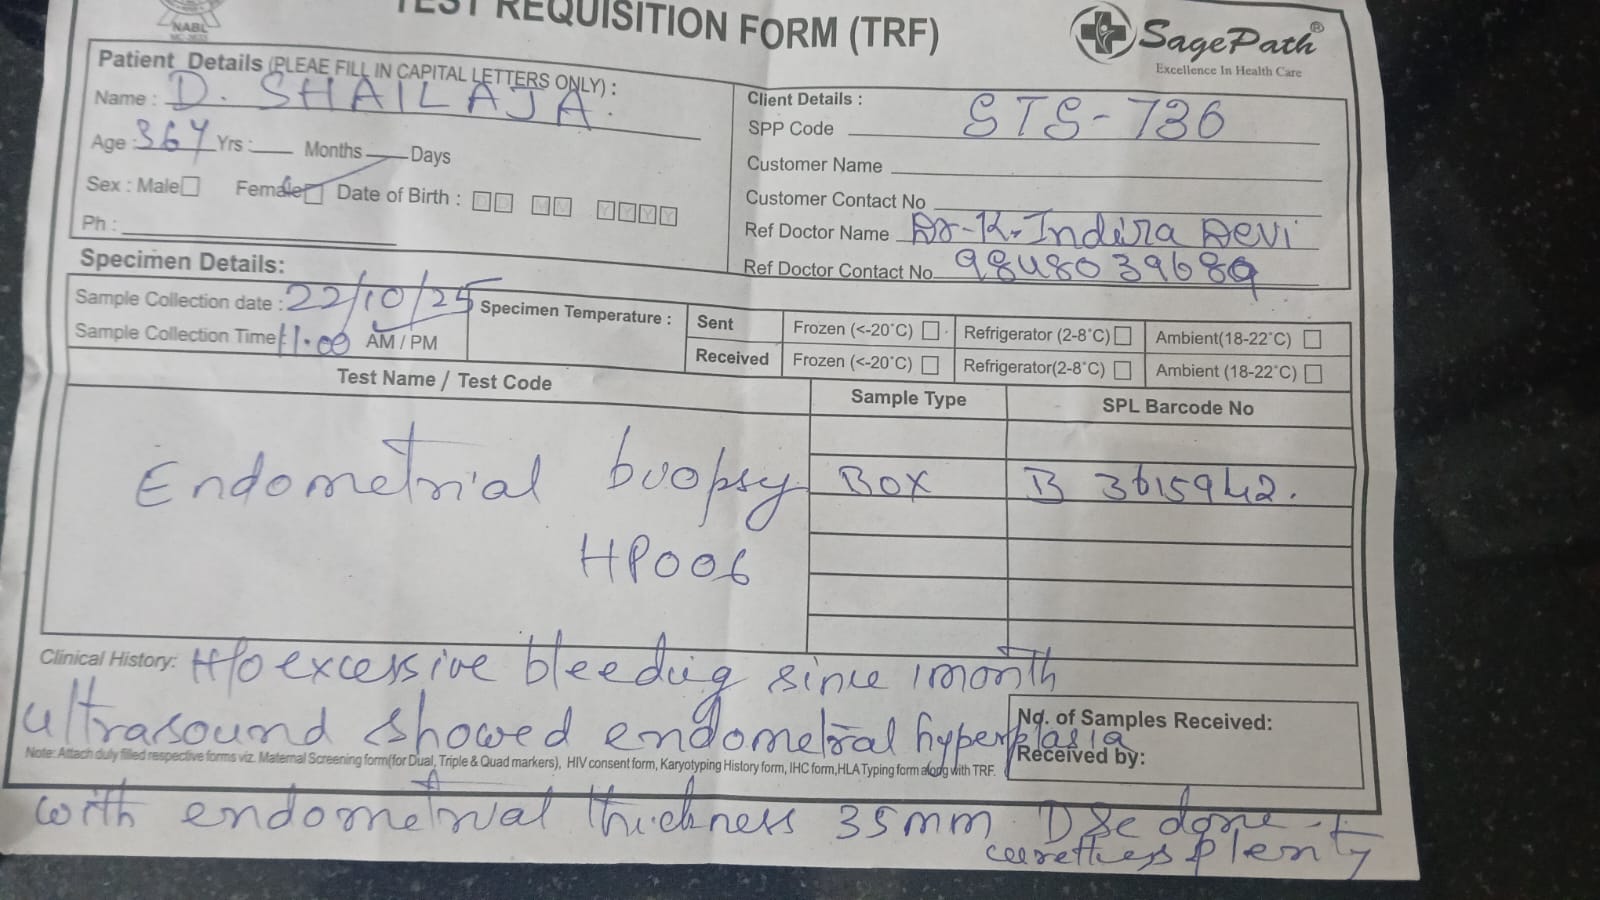 TEST REQUISITION FORM (TRF)
NABL
SagePath®
Excellence In Health Care
Patient Details (PLEAE FILL IN CAPITAL LETTERS ONLY) :
Name : D. SHAILAJA.
Age : 36Y Yrs : Months Days
Sex : Male Female Date of Birth : DD MM YYYY
Ph :
Client Details :
SPP Code STS-736
Customer Name
Customer Contact No
Ref Doctor Name Dr-K. Indira Devi
Ref Doctor Contact No. 9848039689
Specimen Details:
Sample Collection date : 22/10/25
Sample Collection Time : 11.00 AM / PM
Specimen Temperature :
Sent Frozen (<-20°C) Refrigerator (2-8°C) Ambient(18-22°C)
Received Frozen (<-20°C) Refrigerator(2-8°C) Ambient (18-22°C)
Test Name / Test Code Sample Type SPL Barcode No
Endometrial biopsy BOX B 3615942.
HP006
Clinical History: H/o excessive bleeding since 1 month
ultrasound showed endometrial hyperplasia
No. of Samples Received:
Received by:
Note: Attach duly filled respective forms viz. Maternal Screening form(for Dual, Triple & Quad markers), HIV consent form, Karyotyping History form, IHC form,HLA Typing form along with TRF.
with endometrial thickness 35mm D&c done -
plenty